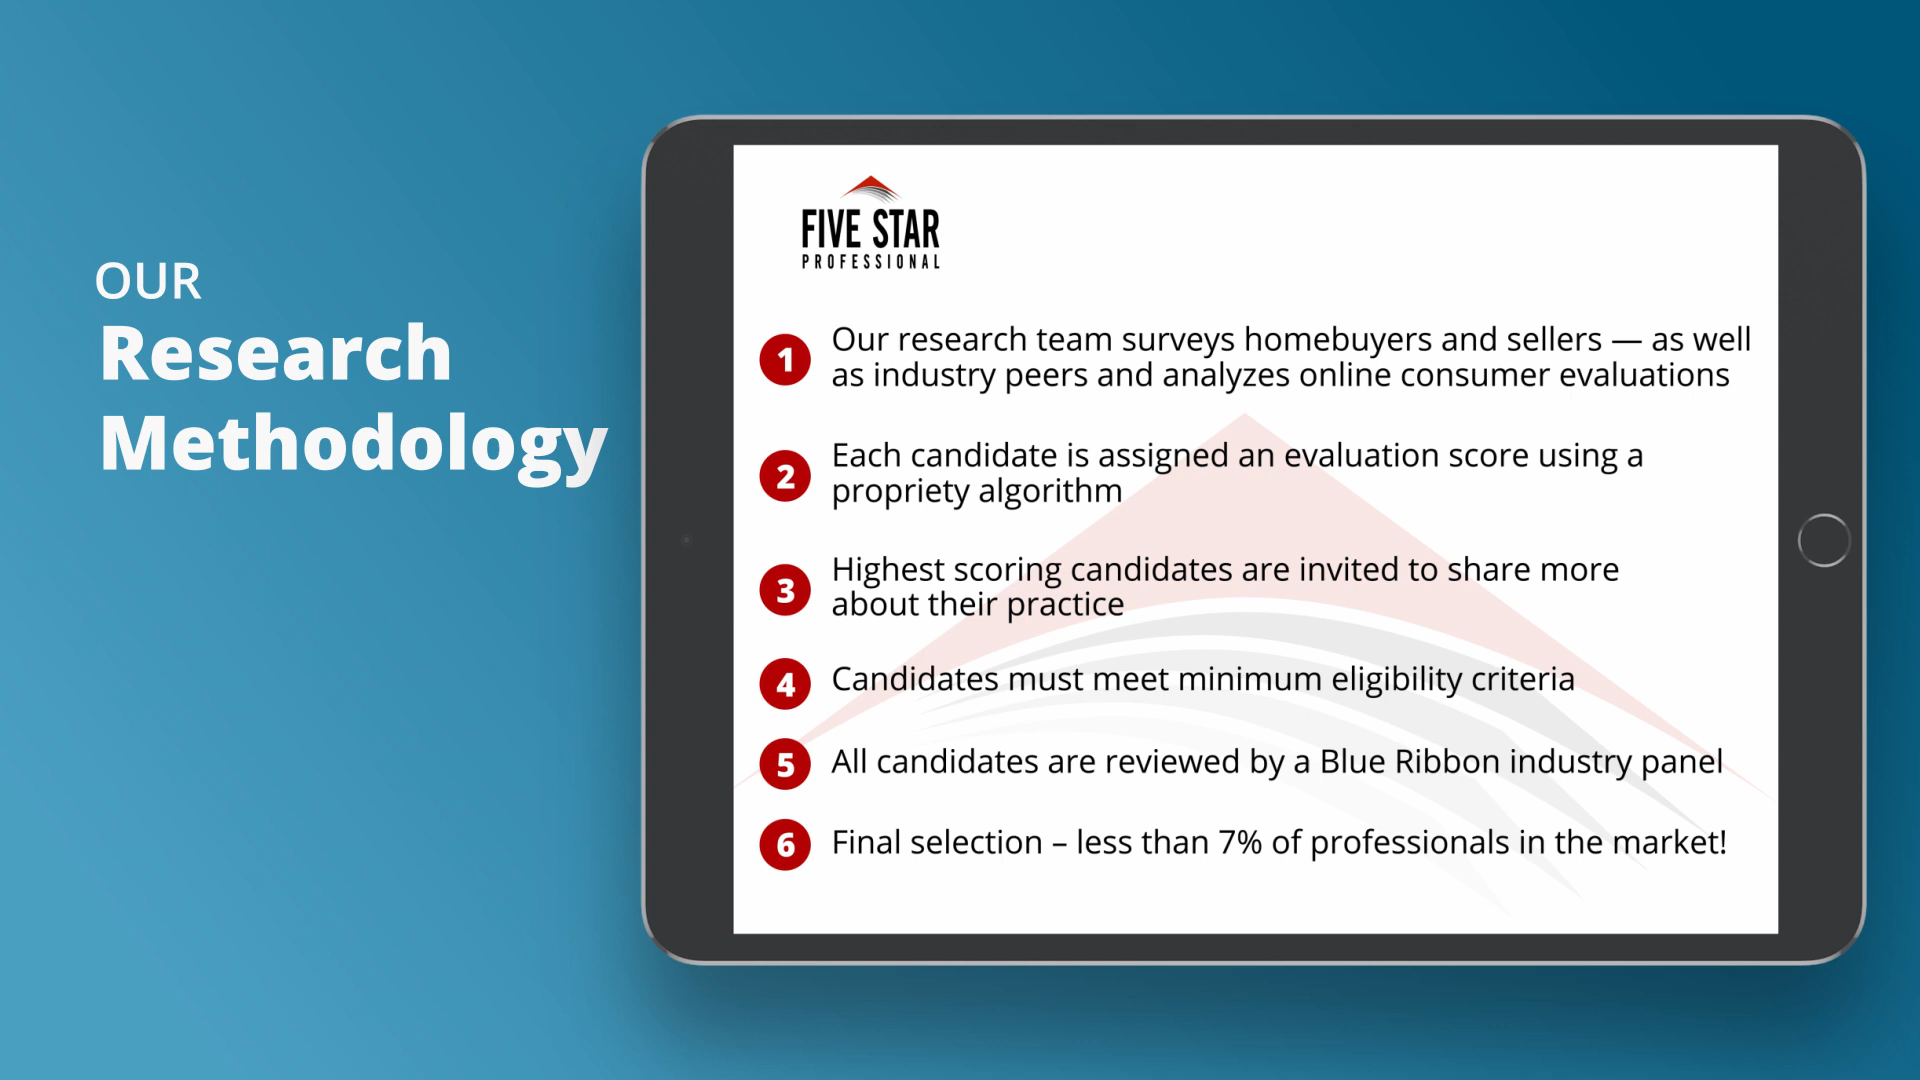 OUR
Research
Methodology
FIVE STAR
PROFESSIONAL
1 Our research team surveys homebuyers and sellers — as well
as industry peers and analyzes online consumer evaluations
2 Each candidate is assigned an evaluation score using a
propriety algorithm
3 Highest scoring candidates are invited to share more
about their practice
4 Candidates must meet minimum eligibility criteria
5 All candidates are reviewed by a Blue Ribbon industry panel
6 Final selection – less than 7% of professionals in the market!